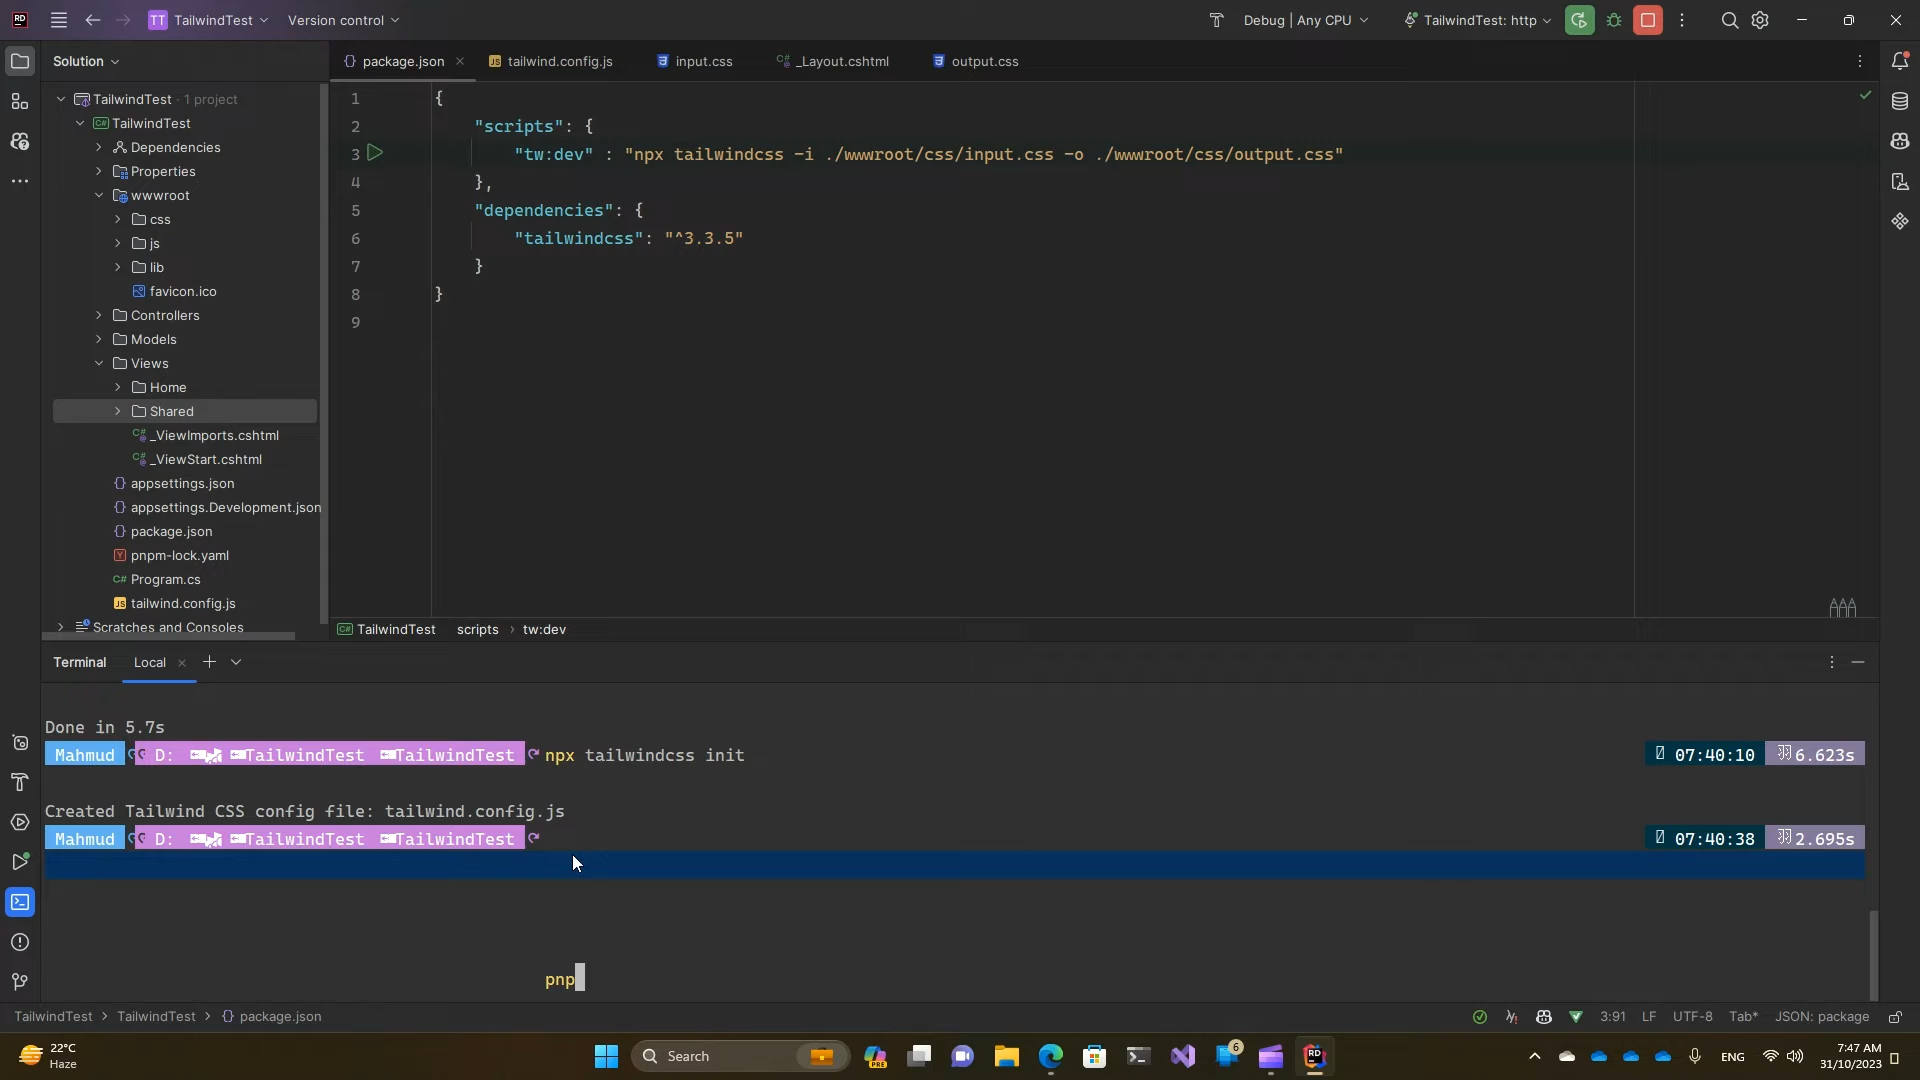 RD TT TailwindTest Version control Debug | Any CPU TailwindTest: http
Solution
package.json tailwind.config.js input.css _Layout.cshtml output.css
TailwindTest · 1 project
TailwindTest
Dependencies
Properties
wwwroot
css
js
lib
favicon.ico
Controllers
Models
Views
Home
Shared
_ViewImports.cshtml
_ViewStart.cshtml
appsettings.json
appsettings.Development.json
package.json
pnpm-lock.yaml
Program.cs
tailwind.config.js
Scratches and Consoles
1 {
2 "scripts": {
3 "tw:dev" : "npx tailwindcss -i ./wwwroot/css/input.css -o ./wwwroot/css/output.css"
4 },
5 "dependencies": {
6 "tailwindcss": "^3.3.5"
7 }
8 }
9
TailwindTest scripts › tw:dev
Terminal Local
Done in 5.7s
Mahmud D: TailwindTest TailwindTest npx tailwindcss init 07:40:10 6.623s
Created Tailwind CSS config file: tailwind.config.js
Mahmud D: TailwindTest TailwindTest 07:40:38 2.695s
pnp
TailwindTest › TailwindTest › package.json 3:91 LF UTF-8 Tab* JSON: package
22°C
Haze
Search
PRE
6
RD
ENG
7:47 AM
31/10/2023